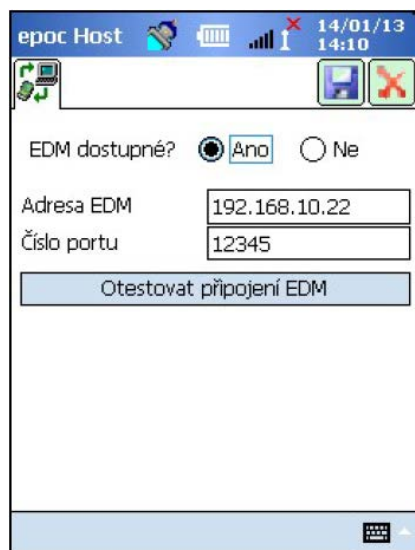 epoc Host 14/01/13
14:10
EDM dostupné? Ano Ne
Adresa EDM 192.168.10.22
Číslo portu 12345
Otestovat připojení EDM